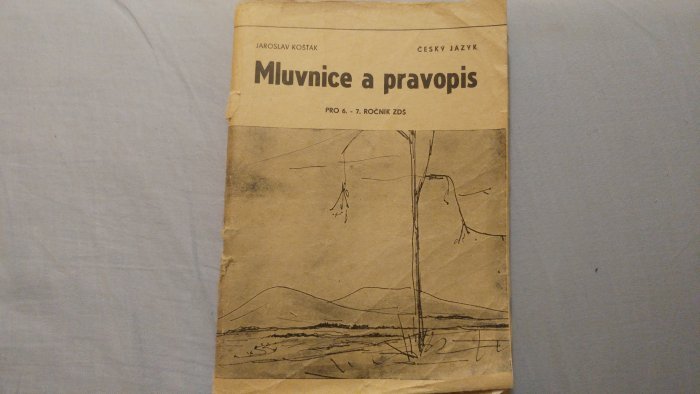 JAROSLAV KOŠŤÁK ČESKÝ JAZYK
Mluvnice a pravopis
PRO 6. - 7. ROČNÍK ZDŠ